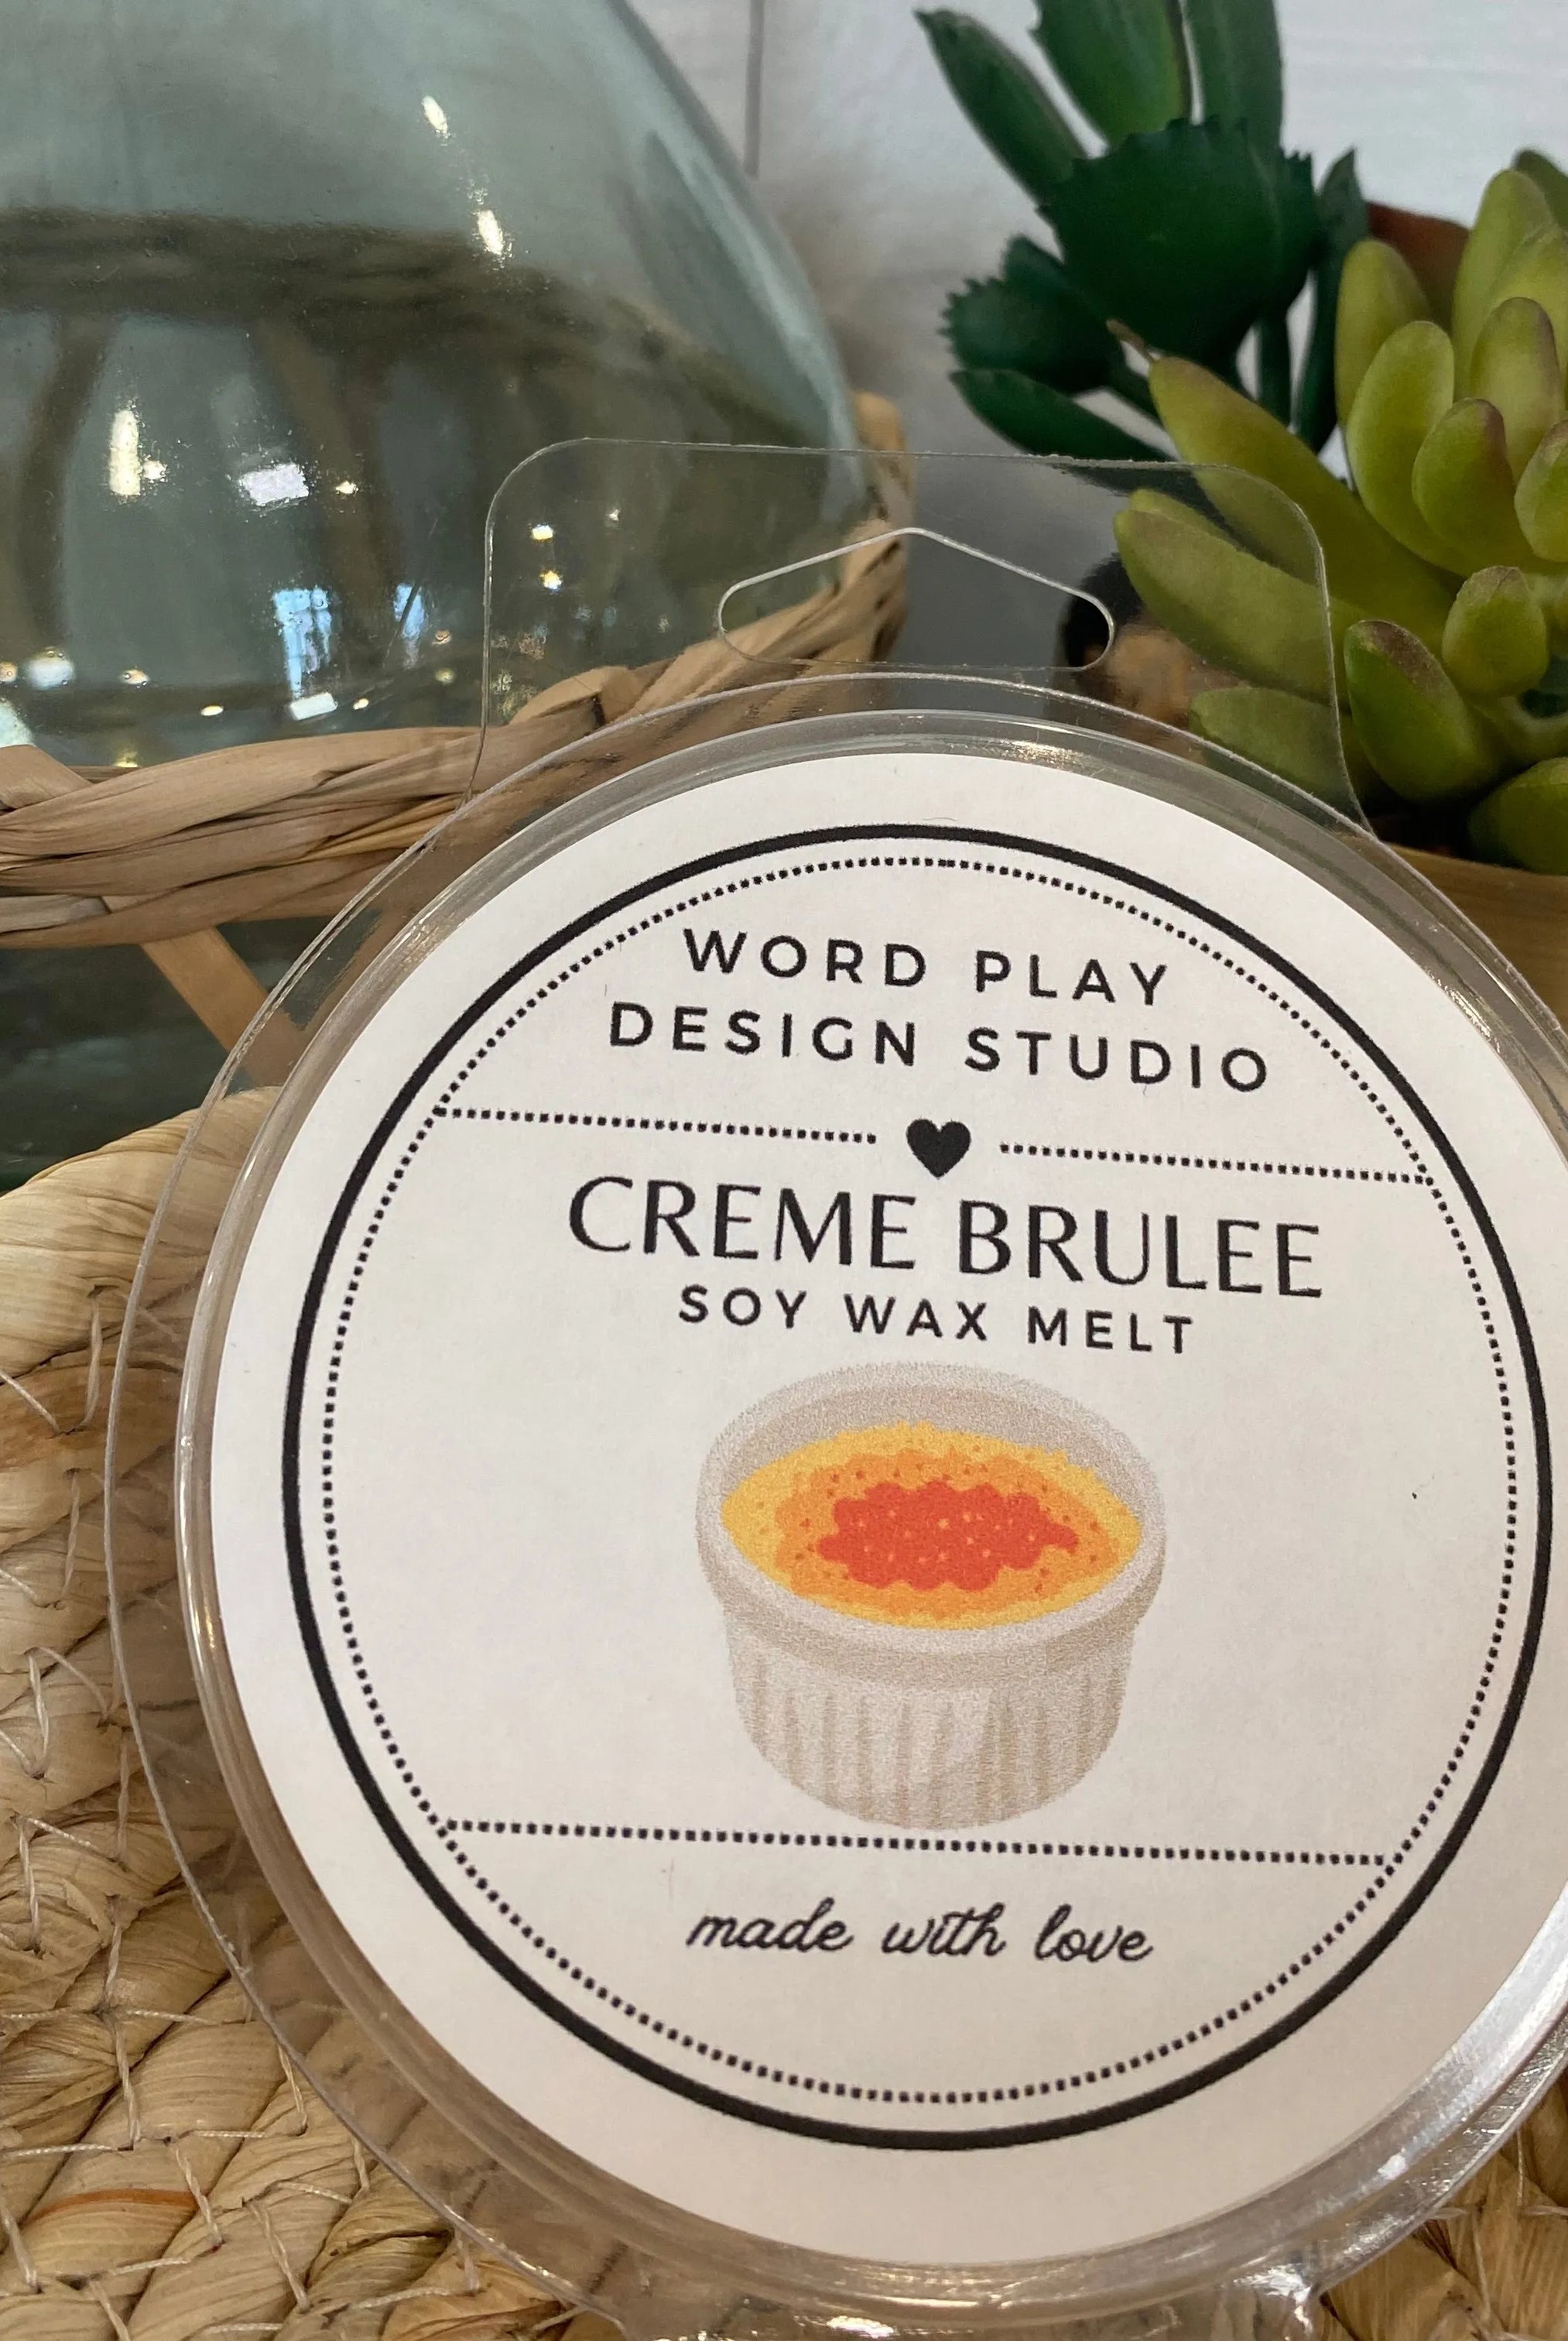 WORD PLAY
DESIGN STUDIO
CREME BRULEE
SOY WAX MELT
made with love